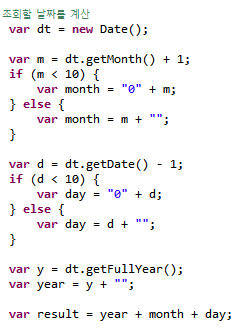 조회할 날짜를 계산
var dt = new Date();
var m = dt.getMonth() + 1;
if (m < 10) {
var month = "0" + m;
} else {
var month = m + "";
}
var d = dt.getDate() - 1;
if (d < 10) {
var day = "0" + d;
} else {
var day = d + "";
}
var y = dt.getFullYear();
var year = y + "";
var result = year + month + day;